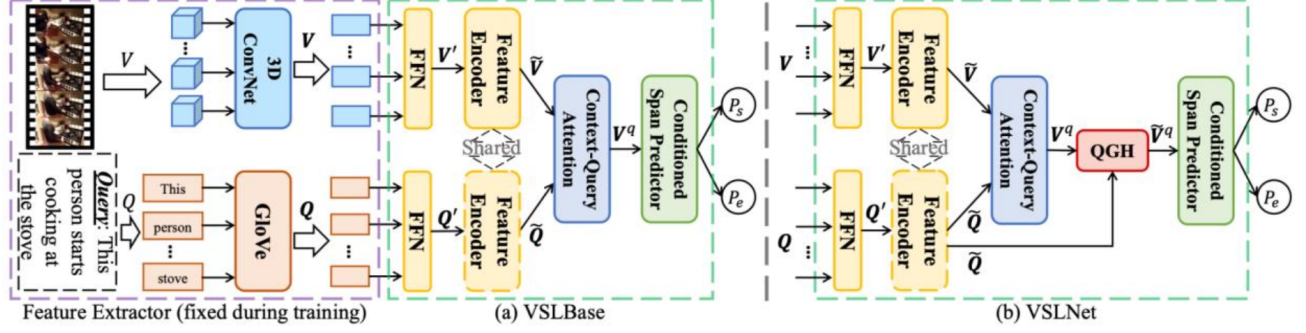 V
...
3D
ConvNet
V
...
Query: This
person starts
cooking at
the stove
Q
This
person
...
stove
GloVe
Q
...
Feature Extractor (fixed during training)
FFN
V′
Feature
Encoder
Ṽ
Shared
FFN
Q′
Feature
Encoder
Q̃
Context-Query
Attention
V^q
Conditioned
Span Predictor
P_s
P_e
(a) VSLBase
V
...
FFN
V′
Feature
Encoder
Ṽ
Shared
Q
...
FFN
Q′
Feature
Encoder
Q̃
Q̃
Context-Query
Attention
V^q
QGH
Ṽ^q
Conditioned
Span Predictor
P_s
P_e
(b) VSLNet